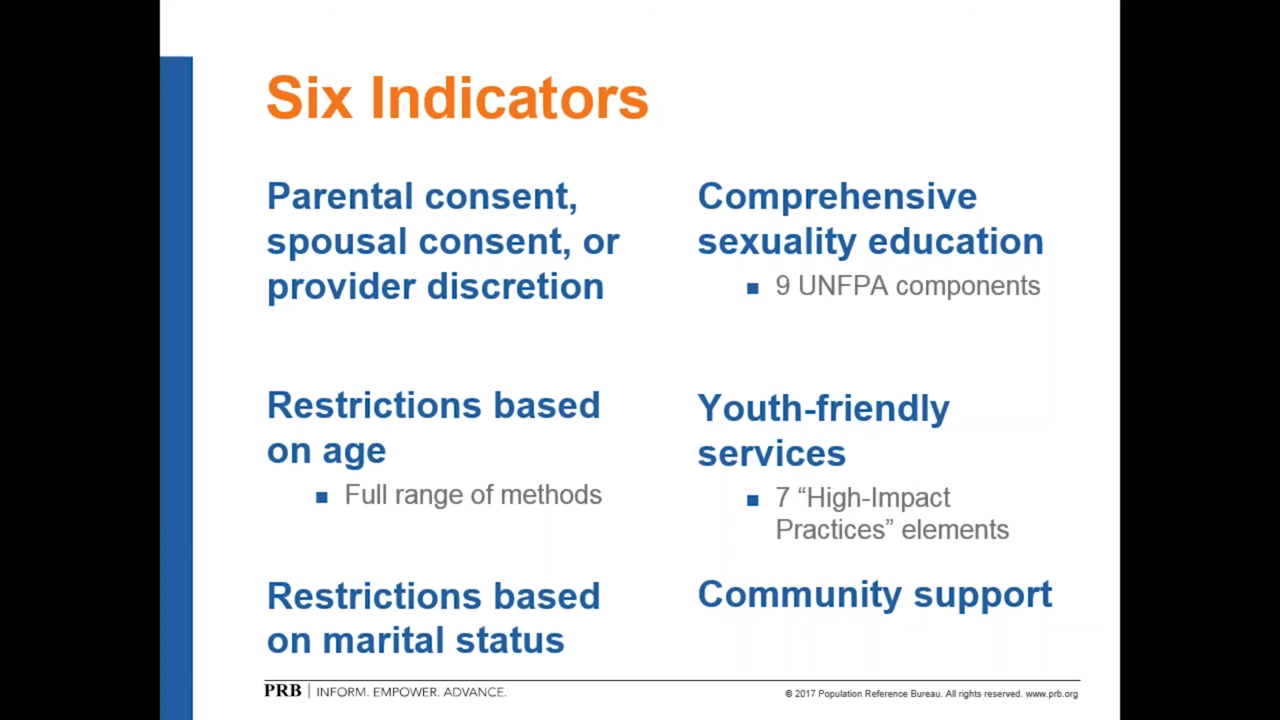 Six Indicators
Parental consent,
spousal consent, or
provider discretion
Restrictions based
on age
■ Full range of methods
Restrictions based
on marital status
Comprehensive
sexuality education
■ 9 UNFPA components
Youth-friendly
services
■ 7 “High-Impact
Practices” elements
Community support
PRB | INFORM. EMPOWER. ADVANCE.
© 2017 Population Reference Bureau. All rights reserved. www.prb.org